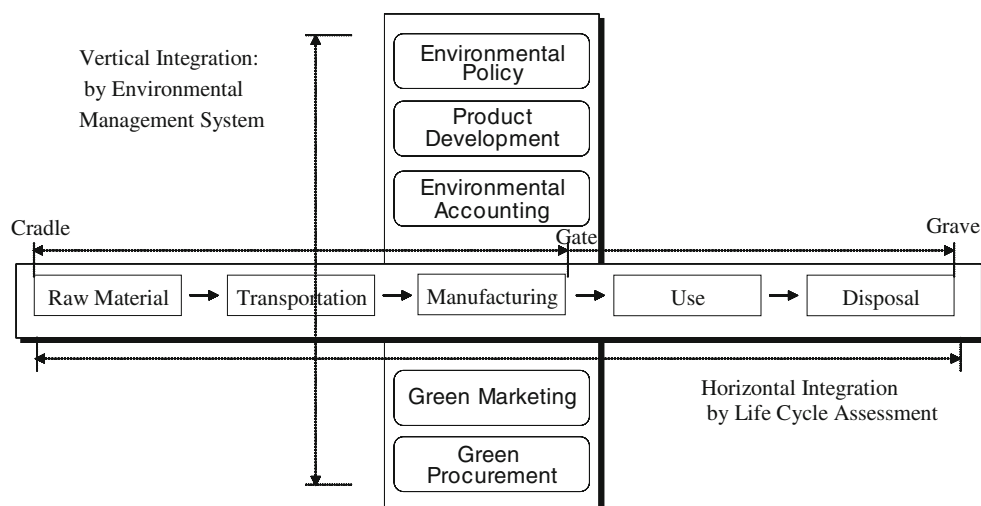 Vertical Integration:
by Environmental
Management System
Environmental
Policy
Product
Development
Environmental
Accounting
Cradle
Gate
Grave
Raw Material
Transportation
Manufacturing
Use
Disposal
Green Marketing
Green
Procurement
Horizontal Integration
by Life Cycle Assessment